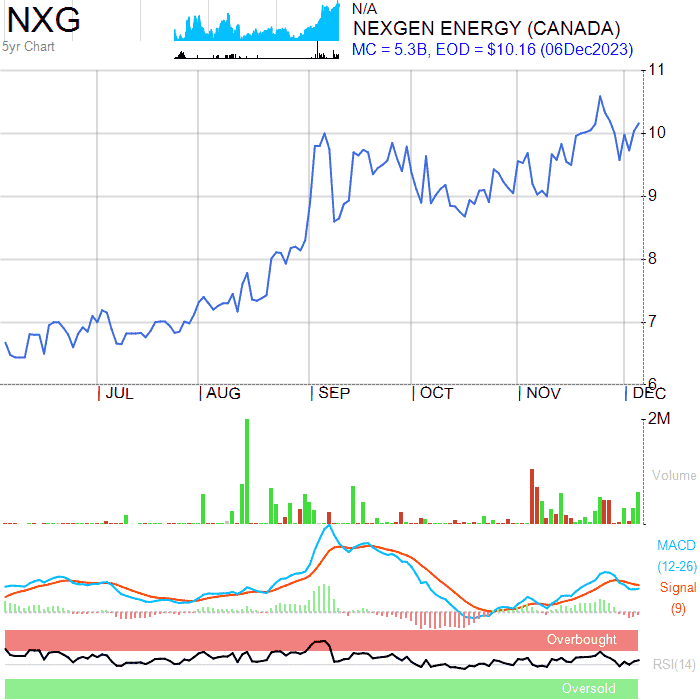 NXG
5yr Chart
N/A
NEXGEN ENERGY (CANADA)
MC = 5.3B, EOD = $10.16 (06Dec2023)
11
10
9
8
7
6
JUL AUG SEP OCT NOV DEC
2M
Volume
MACD
(12-26)
Signal
(9)
Overbought
RSI(14)
Oversold